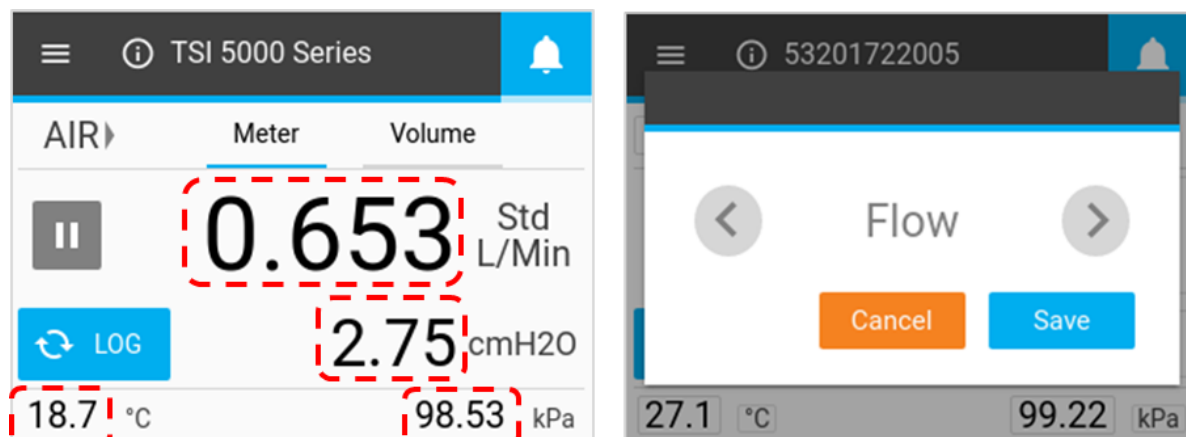 TSI 5000 Series
AIR Meter Volume
0.653 Std L/Min
LOG 2.75 cmH2O
18.7 °C 98.53 kPa
53201722005
Flow
Cancel Save
27.1 °C 99.22 kPa